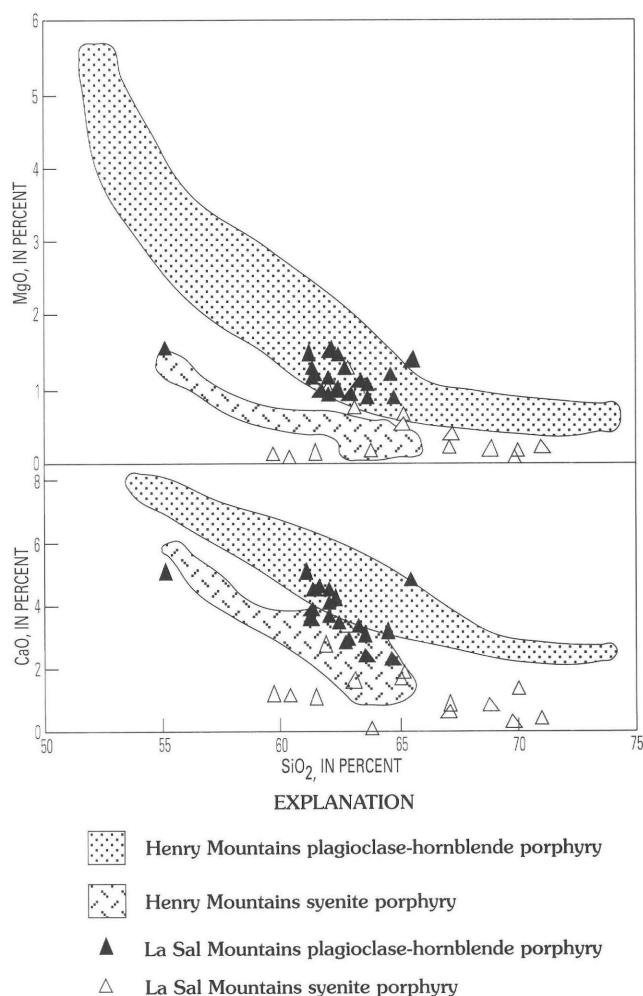 6
5
4
3
2
1
0
MgO, IN PERCENT
8
6
4
2
0
CaO, IN PERCENT
50 55 60 65 70 75
SiO₂, IN PERCENT
EXPLANATION
Henry Mountains plagioclase-hornblende porphyry
Henry Mountains syenite porphyry
La Sal Mountains plagioclase-hornblende porphyry
La Sal Mountains syenite porphyry